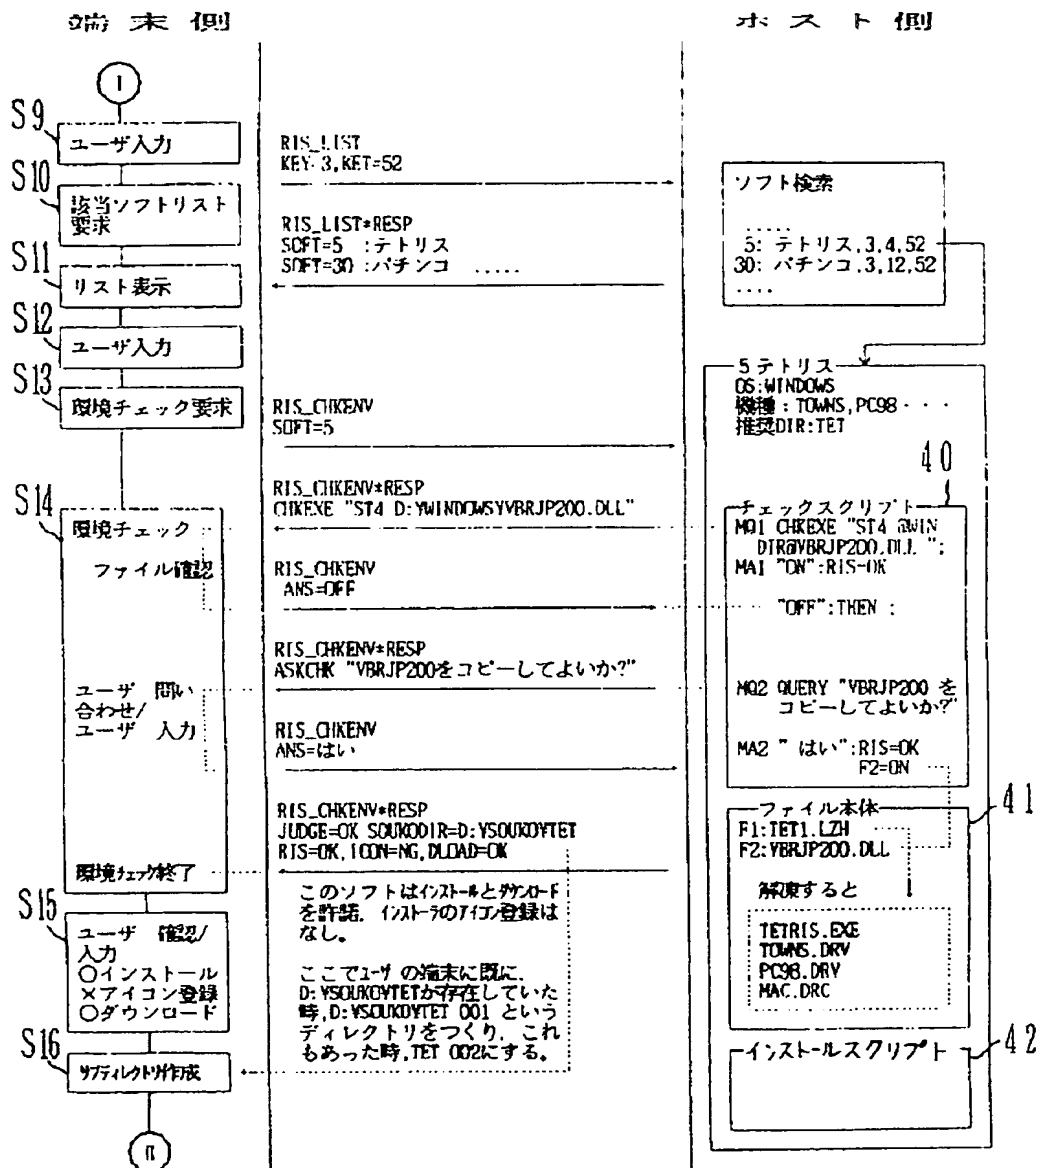 端末側
ホスト側
I
S9
ユーザ入力
S10
該当ソフトリスト
要求
S11
リスト表示
S12
ユーザ入力
S13
環境チェック要求
S14
環境チェック
ファイル確認
ユーザ 問い
合わせ/
ユーザ 入力
環境チェック終了
S15
ユーザ 確認/
入力
○インストール
×アイコン登録
○ダウンロード
S16
サブディレクトリ作成
II
RIS_LIST
KEY=3,KET=52
RIS_LIST*RESP
SOFT=5 :テトリス
SOFT=30 :パチンコ .....
RIS_CHKENV
SOFT=5
RIS_CHKENV*RESP
CHKEXE "ST4 D:¥WINDOWS¥VBRJP200.DLL"
RIS_CHKENV
ANS=OFF
RIS_CHKENV*RESP
ASKCHK "VBRJP200をコピーしてよいか?"
RIS_CHKENV
ANS=はい
RIS_CHKENV*RESP
JUDGE=OK SOUKODIR=D:¥SOUKO¥TET
RIS=OK,ICON=NG,DLOAD=OK
このソフトはインストールとダウンロード
を許諾. インストーラのアイコン登録は
なし。
ここでユーザの端末に既に,
D:¥SOUKO¥TETが存在していた
時,D:¥SOUKO¥TET 001 という
ディレクトリをつくり, これ
もあった時,TET 002にする。
ソフト検索
.....
5: テトリス,3,4,52
30: パチンコ,3,12,52
....
5テトリス
OS:WINDOWS
機種:TOWNS,PC98・・・
推奨DIR:TET
40
チェックスクリプト
MQ1 CHKEXE "ST4 @WIN
DIR@VBRJP200.DLL ";
MA1 "ON":RIS=OK
"OFF":THEN :
MQ2 QUERY "VBRJP200 を
コピーしてよいか?"
MA2 " はい":RIS=OK
F2=ON
41
ファイル本体
F1:TET1.LZH
F2:VBRJP200.DLL
解凍すると
TETRIS.EXE
TOWNS.DRV
PC98.DRV
MAC.DRC
42
インストールスクリプト